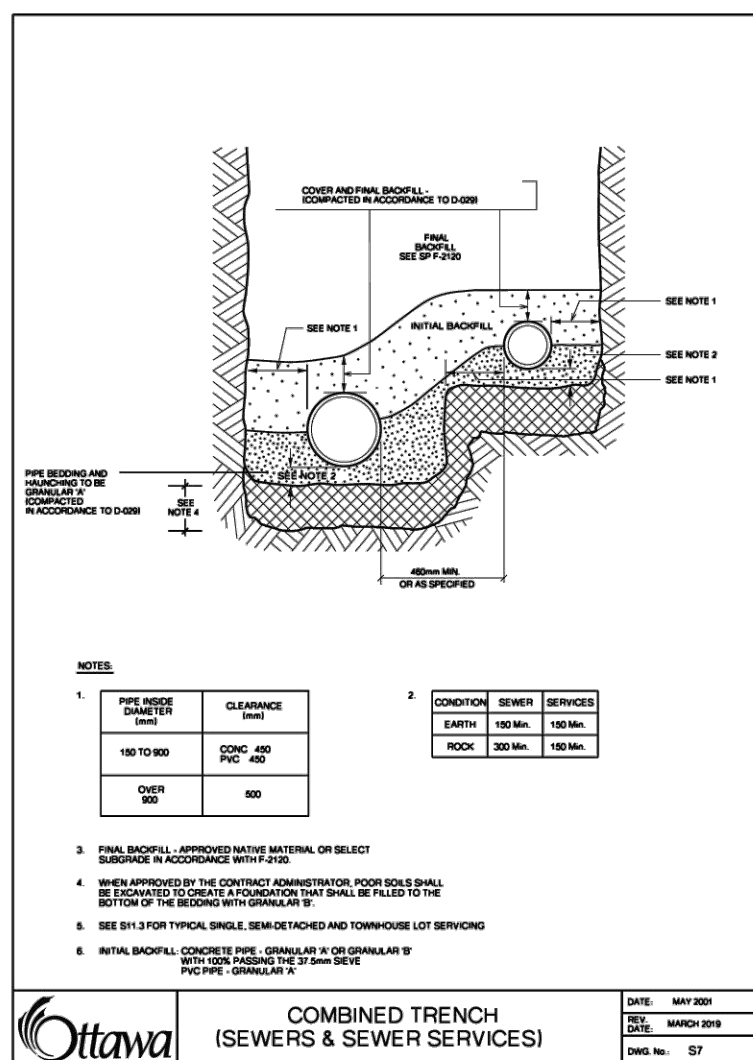 COVER AND FINAL BACKFILL -
(COMPACTED IN ACCORDANCE TO D-029)
FINAL
BACKFILL
SEE SP F-2120
SEE NOTE 1
INITIAL BACKFILL
SEE NOTE 1
SEE NOTE 2
SEE NOTE 1
PIPE BEDDING AND
HAUNCHING TO BE
GRANULAR 'A'
(COMPACTED
IN ACCORDANCE TO D-029)
SEE NOTE 2
SEE
NOTE 4
460mm MIN.
OR AS SPECIFIED
NOTES:
1.
PIPE INSIDE DIAMETER (mm) CLEARANCE (mm)
150 TO 900 CONC 450 PVC 450
OVER 900 500
2.
CONDITION SEWER SERVICES
EARTH 150 Min. 150 Min.
ROCK 300 Min. 150 Min.
3. FINAL BACKFILL - APPROVED NATIVE MATERIAL OR SELECT
SUBGRADE IN ACCORDANCE WITH F-2120.
4. WHEN APPROVED BY THE CONTRACT ADMINISTRATOR, POOR SOILS SHALL
BE EXCAVATED TO CREATE A FOUNDATION THAT SHALL BE FILLED TO THE
BOTTOM OF THE BEDDING WITH GRANULAR 'B'.
5. SEE S11.3 FOR TYPICAL SINGLE, SEMI-DETACHED AND TOWNHOUSE LOT SERVICING
6. INITIAL BACKFILL: CONCRETE PIPE - GRANULAR 'A' OR GRANULAR 'B'
WITH 100% PASSING THE 37.5mm SIEVE
PVC PIPE - GRANULAR 'A'
Ottawa
COMBINED TRENCH
(SEWERS & SEWER SERVICES)
DATE: MAY 2001
REV. DATE: MARCH 2019
DWG. No.: S7